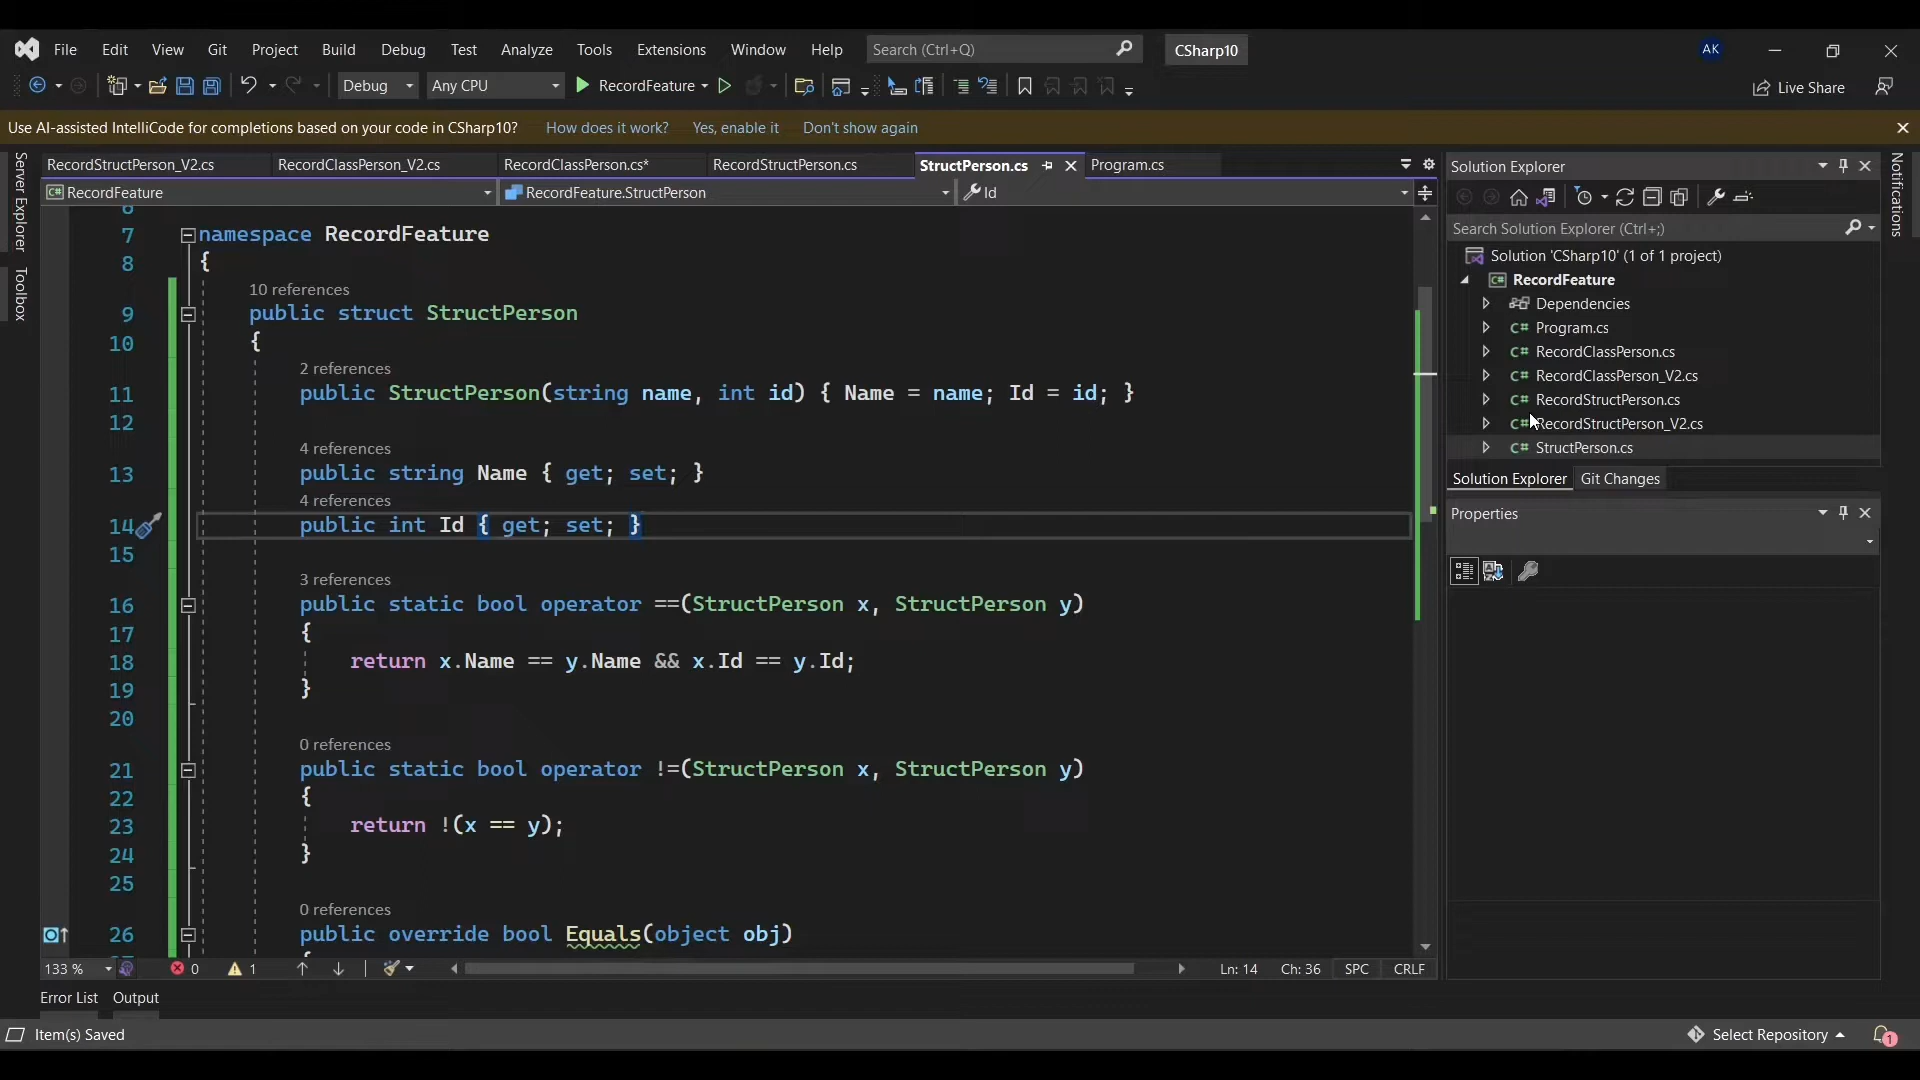 File Edit View Git Project Build Debug Test Analyze Tools Extensions Window Help Search (Ctrl+Q) CSharp10 AK
Debug Any CPU RecordFeature Live Share
Use AI-assisted IntelliCode for completions based on your code in CSharp10? How does it work? Yes, enable it Don't show again
Server Explorer
Toolbox
RecordStructPerson_V2.cs RecordClassPerson_V2.cs RecordClassPerson.cs* RecordStructPerson.cs StructPerson.cs Program.cs
C# RecordFeature RecordFeature.StructPerson Id
6
7 namespace RecordFeature
8 {
10 references
9 public struct StructPerson
10 {
2 references
11 public StructPerson(string name, int id) { Name = name; Id = id; }
12
4 references
13 public string Name { get; set; }
4 references
14 public int Id { get; set; }
15
3 references
16 public static bool operator ==(StructPerson x, StructPerson y)
17 {
18 return x.Name == y.Name && x.Id == y.Id;
19 }
20
0 references
21 public static bool operator !=(StructPerson x, StructPerson y)
22 {
23 return !(x == y);
24 }
25
0 references
26 public override bool Equals(object obj)
133 % 0 1 Ln: 14 Ch: 36 SPC CRLF
Error List Output
Item(s) Saved
Solution Explorer
Search Solution Explorer (Ctrl+;)
Solution 'CSharp10' (1 of 1 project)
C# RecordFeature
Dependencies
C# Program.cs
C# RecordClassPerson.cs
C# RecordClassPerson_V2.cs
C# RecordStructPerson.cs
C# RecordStructPerson_V2.cs
C# StructPerson.cs
Solution Explorer Git Changes
Properties
Notifications
Select Repository 1